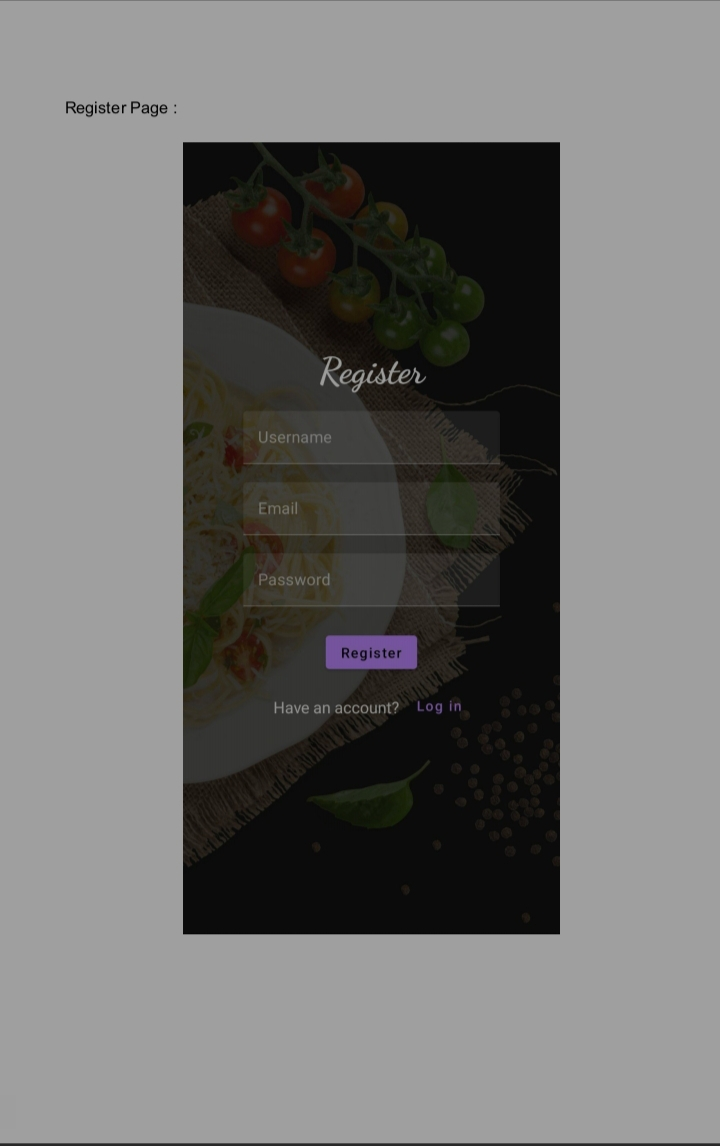 Register Page :
Register
Username
Email
Password
Register
Have an account? Log in